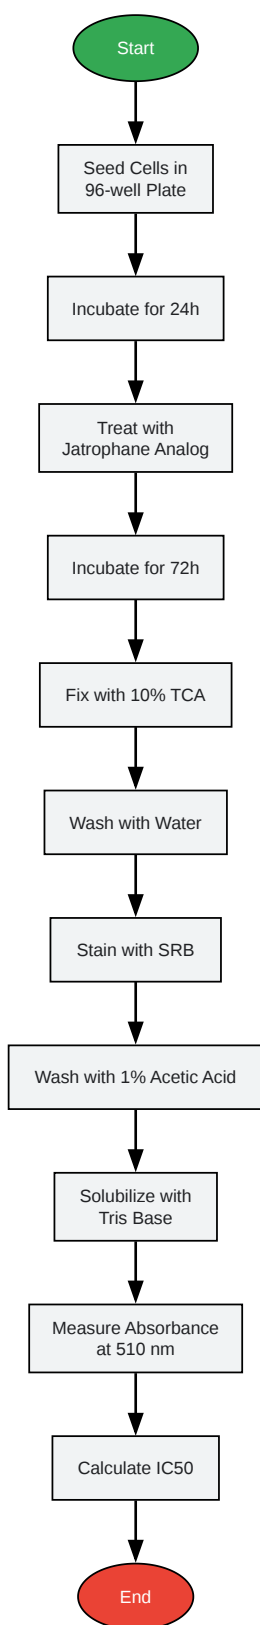 Start
Seed Cells in
96-well Plate
Incubate for 24h
Treat with
Jatrophane Analog
Incubate for 72h
Fix with 10% TCA
Wash with Water
Stain with SRB
Wash with 1% Acetic Acid
Solubilize with
Tris Base
Measure Absorbance
at 510 nm
Calculate IC50
End